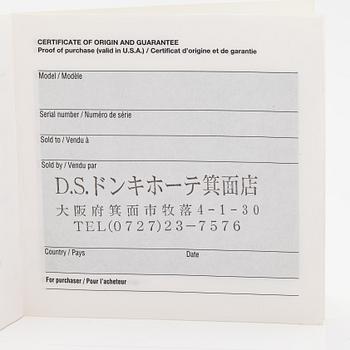 CERTIFICATE OF ORIGIN AND GUARANTEE
Proof of purchase (valid in U.S.A.) / Certificat d'origine et de garantie
Model / Modèle
Serial number / Numéro de série
Sold to / Vendu à
Sold by / Vendu par
D.S.ドンキホーテ箕面店
大阪府箕面市牧落4-1-30
TEL(0727)23-7576
Country / Pays Date
For purchaser / Pour l'acheteur